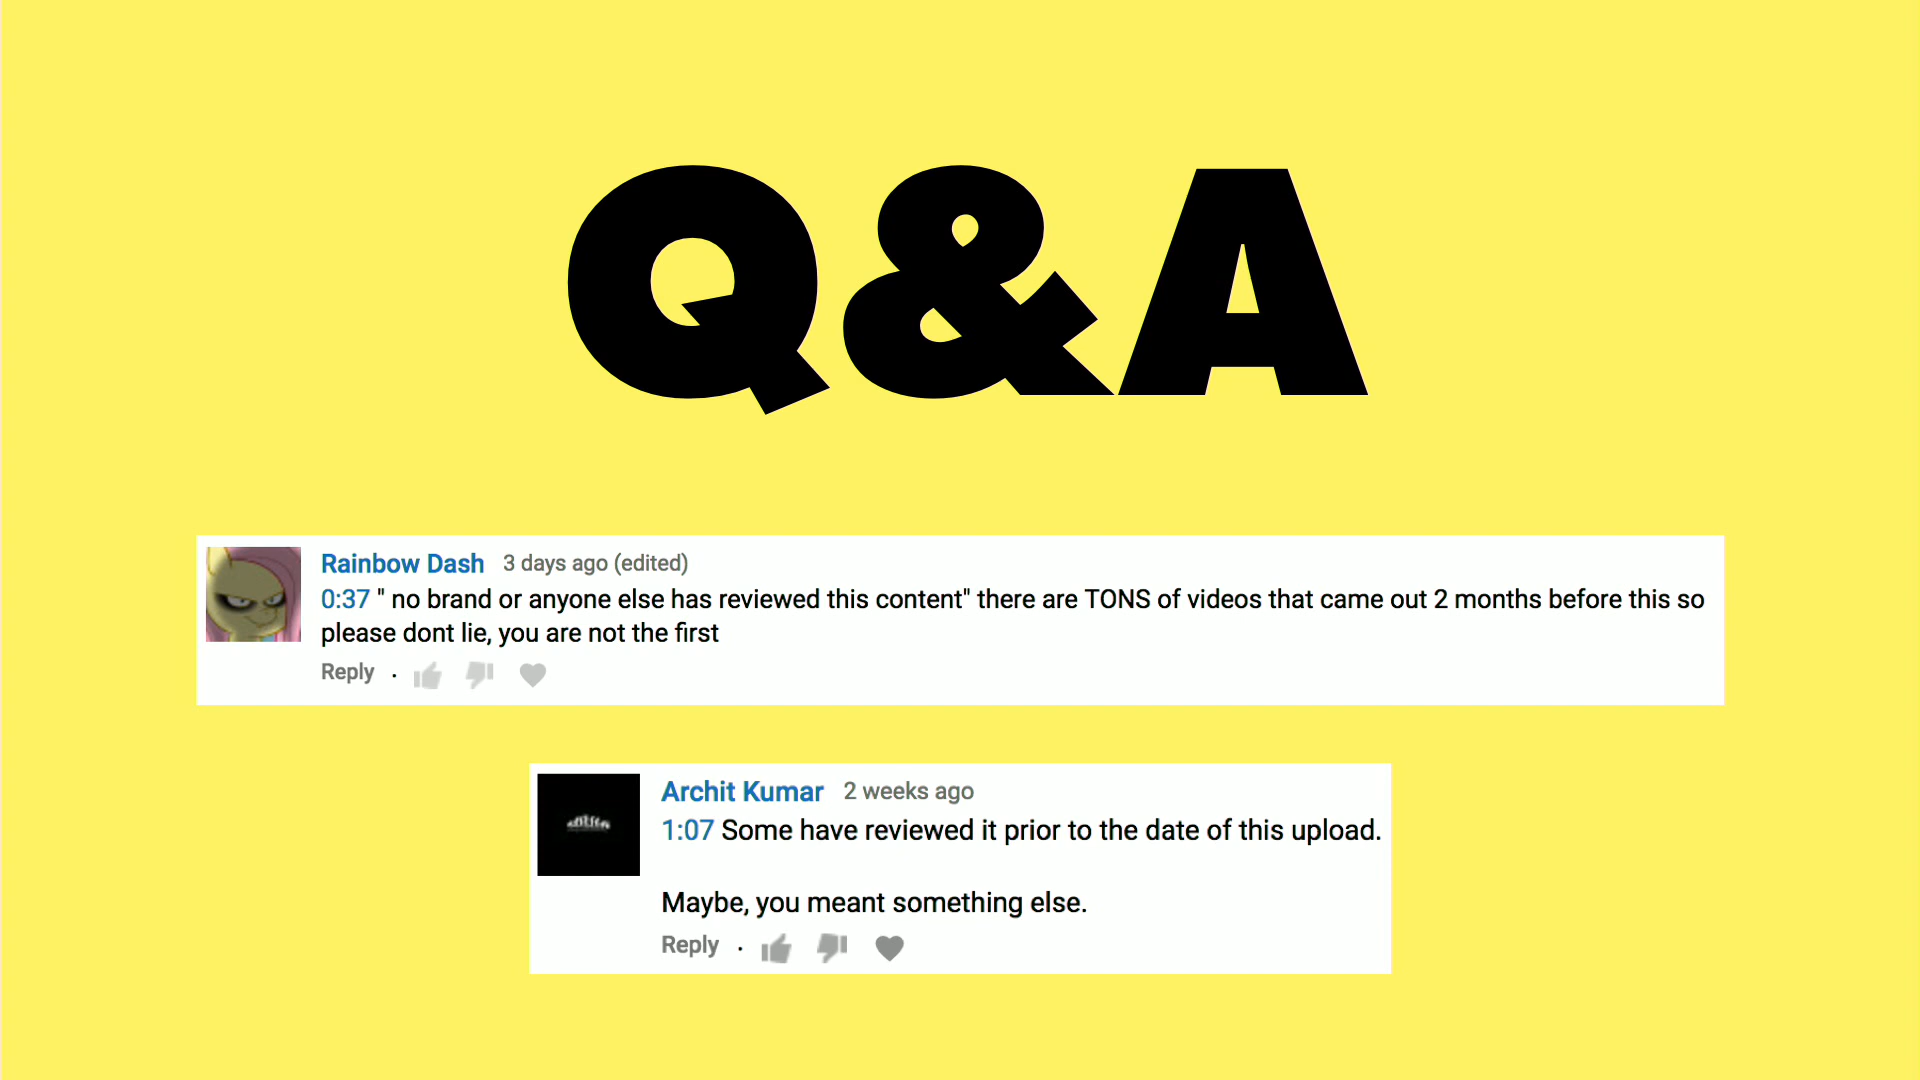 Q&A
Rainbow Dash 3 days ago (edited)
0:37 " no brand or anyone else has reviewed this content" there are TONS of videos that came out 2 months before this so
please dont lie, you are not the first
Reply ·
Archit Kumar 2 weeks ago
1:07 Some have reviewed it prior to the date of this upload.
Maybe, you meant something else.
Reply ·